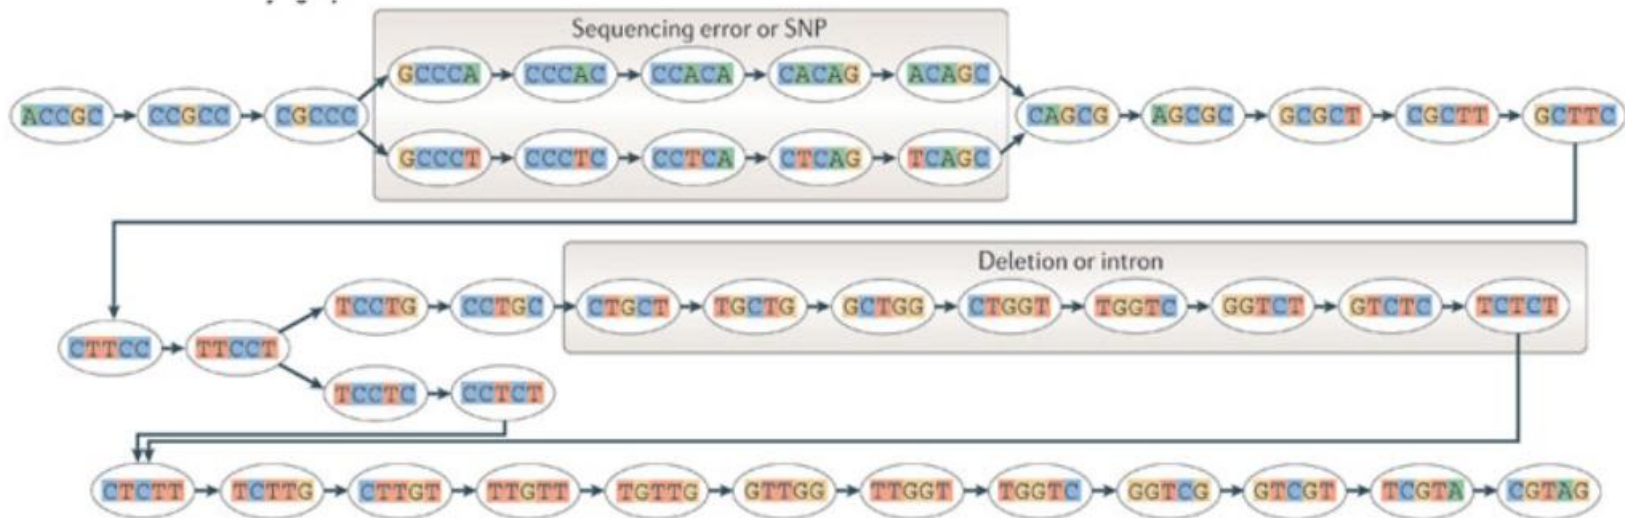 Sequencing error or SNP
GCCCA CCCAC CCACA CACAG ACAGC
ACCGC CCGCC CGCCC CAGCG AGCGC GCGCT CGCTT GCTTC
GCCCT CCCTC CCTCA CTCAG TCAGC
Deletion or intron
TCCTG CCTGC CTGCT TGCTG GCTGG CTGGT TGGTC GGTCT GTCTC TCTCT
CTTCC TTCCT
TCCTC CCTCT
CTCTT TCTTG CTTGT TTGTT TGTTG GTTGG TTGGT TGGTC GGTCG GTCGT TCGTA CGTAG